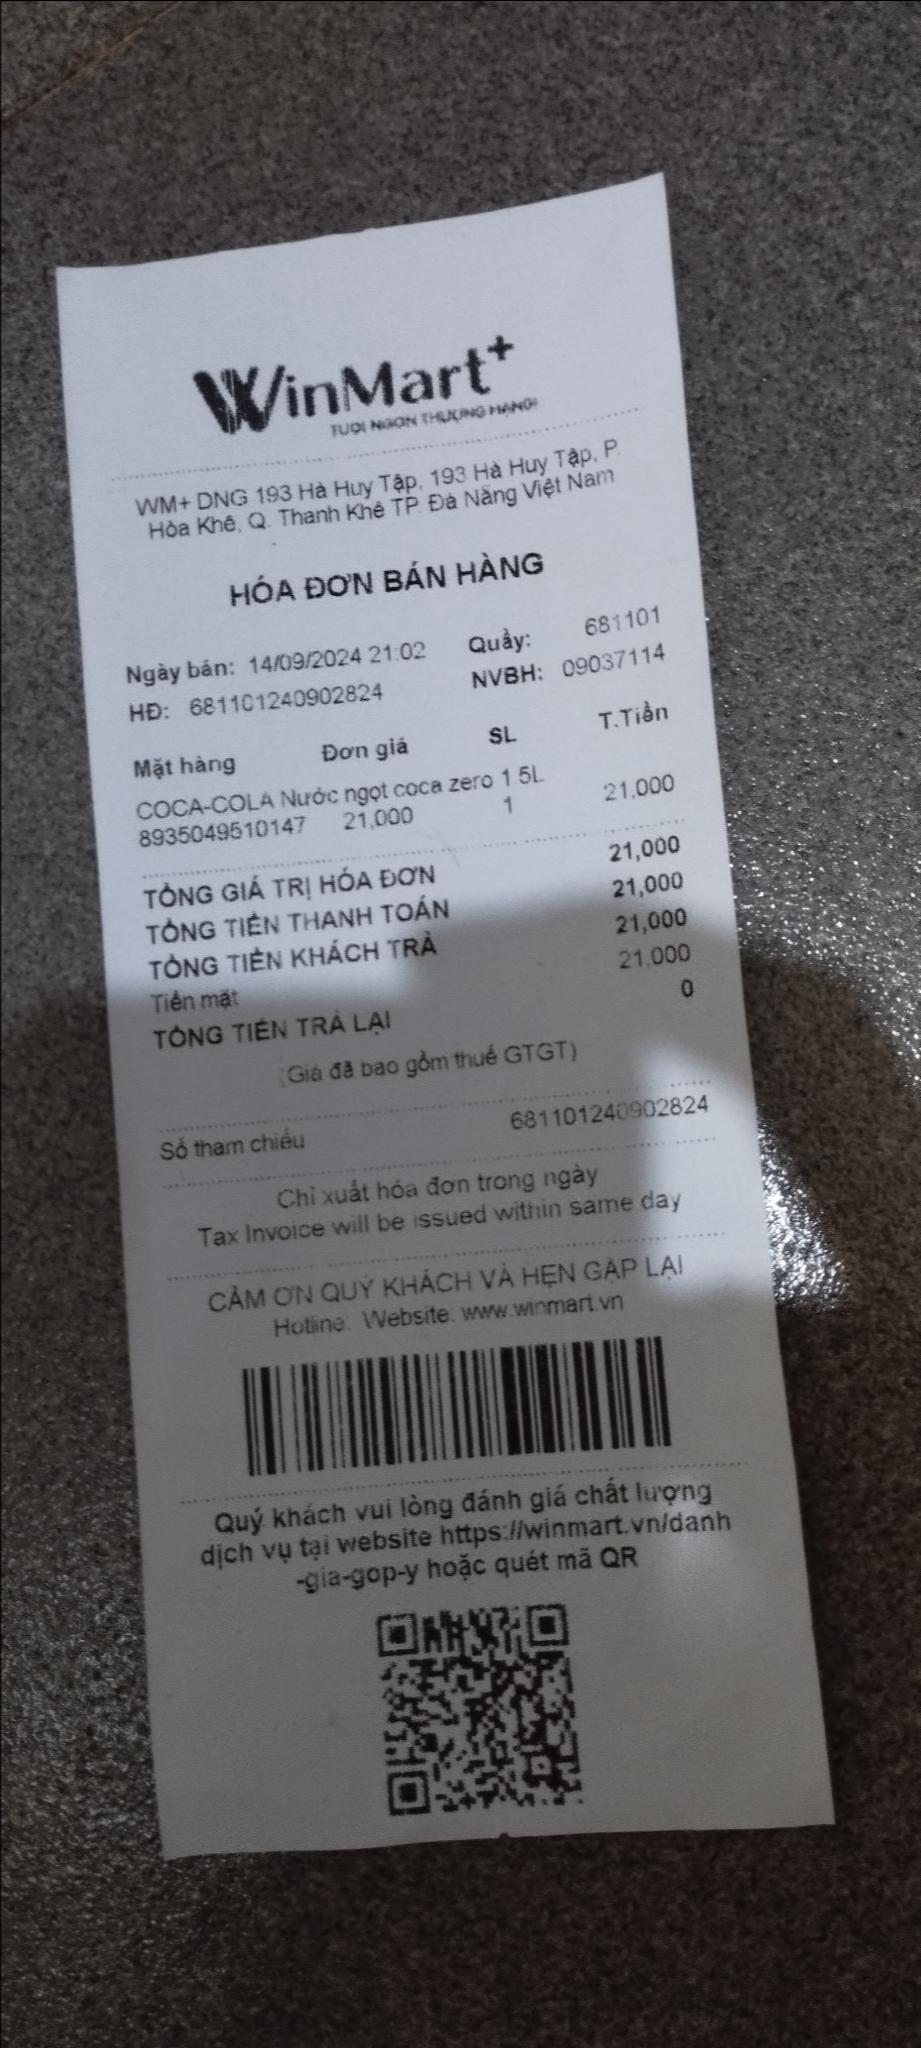 WinMart+
TƯƠI NGON THƯỢNG HẠNG!
WM+ DNG 193 Hà Huy Tập, 193 Hà Huy Tập, P.
Hòa Khê, Q. Thanh Khê TP. Đà Nẵng Việt Nam
HÓA ĐƠN BÁN HÀNG
Ngày bán: 14/09/2024 21:02 Quầy: 681101
HĐ: 681101240902824 NVBH: 09037114
Mặt hàng Đơn giá SL T.Tiền
COCA-COLA Nước ngọt coca zero 1.5L
8935049510147 21,000 1 21,000
TỔNG GIÁ TRỊ HÓA ĐƠN 21,000
TỔNG TIỀN THANH TOÁN 21,000
TỔNG TIỀN KHÁCH TRẢ 21,000
Tiền mặt 21,000
TỔNG TIỀN TRẢ LẠI 0
(Giá đã bao gồm thuế GTGT)
Số tham chiếu 681101240902824
Chỉ xuất hóa đơn trong ngày
Tax Invoice will be issued within same day
CẢM ƠN QUÝ KHÁCH VÀ HẸN GẶP LẠI
Hotline: Website: www.winmart.vn
Quý khách vui lòng đánh giá chất lượng
dịch vụ tại website https://winmart.vn/danh
-gia-gop-y hoặc quét mã QR